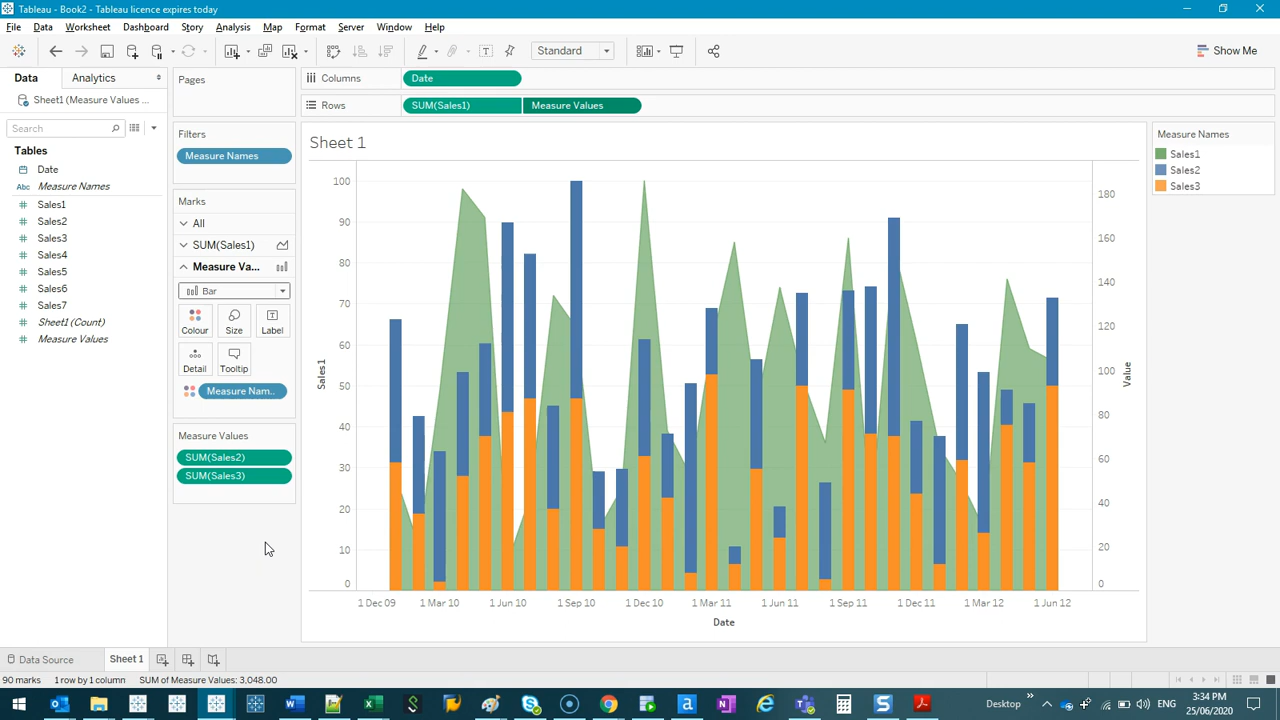 Tableau - Book2 - Tableau licence expires today
File Data Worksheet Dashboard Story Analysis Map Format Server Window Help
Standard
Show Me
Data Analytics
Pages
Columns Date
Sheet1 (Measure Values ...
Rows SUM(Sales1) Measure Values
Search
Filters
Sheet 1
Measure Names
Tables
Measure Names
Sales1
Sales2
Sales3
Date
Abc Measure Names
Marks
Sales1
Sales2
Sales3
Sales4
Sales5
Sales6
Sales7
Sheet1 (Count)
Measure Values
All
SUM(Sales1)
Measure Va...
Bar
Colour Size Label
Detail Tooltip
Measure Nam..
Measure Values
SUM(Sales2)
SUM(Sales3)
100
90
80
70
60
50
40
30
20
10
0
Sales1
180
160
140
120
100
80
60
40
20
0
Value
1 Dec 09 1 Mar 10 1 Jun 10 1 Sep 10 1 Dec 10 1 Mar 11 1 Jun 11 1 Sep 11 1 Dec 11 1 Mar 12 1 Jun 12
Date
Data Source Sheet 1
90 marks 1 row by 1 column SUM of Measure Values: 3,048.00
Desktop
ENG
3:34 PM
25/06/2020